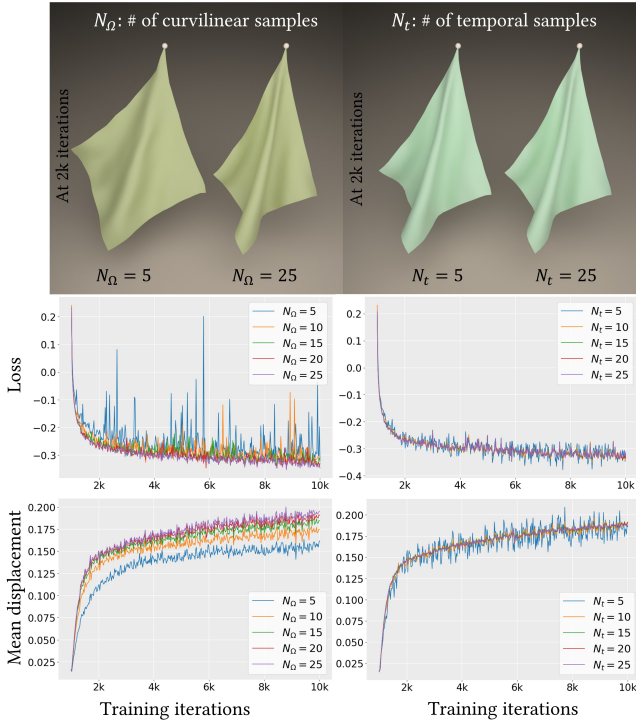 N_Ω: # of curvilinear samples
N_t: # of temporal samples
At 2k iterations
At 2k iterations
N_Ω = 5
N_Ω = 25
N_t = 5
N_t = 25
Loss
0.2
0.1
0.0
−0.1
−0.2
−0.3
N_Ω = 5
N_Ω = 10
N_Ω = 15
N_Ω = 20
N_Ω = 25
2k 4k 6k 8k 10k
0.2
0.1
0.0
−0.1
−0.2
−0.3
−0.4
N_t = 5
N_t = 10
N_t = 15
N_t = 20
N_t = 25
2k 4k 6k 8k 10k
Mean displacement
0.200
0.175
0.150
0.125
0.100
0.075
0.050
0.025
N_Ω = 5
N_Ω = 10
N_Ω = 15
N_Ω = 20
N_Ω = 25
2k 4k 6k 8k 10k
Training iterations
0.200
0.175
0.150
0.125
0.100
0.075
0.050
0.025
N_t = 5
N_t = 10
N_t = 15
N_t = 20
N_t = 25
2k 4k 6k 8k 10k
Training iterations